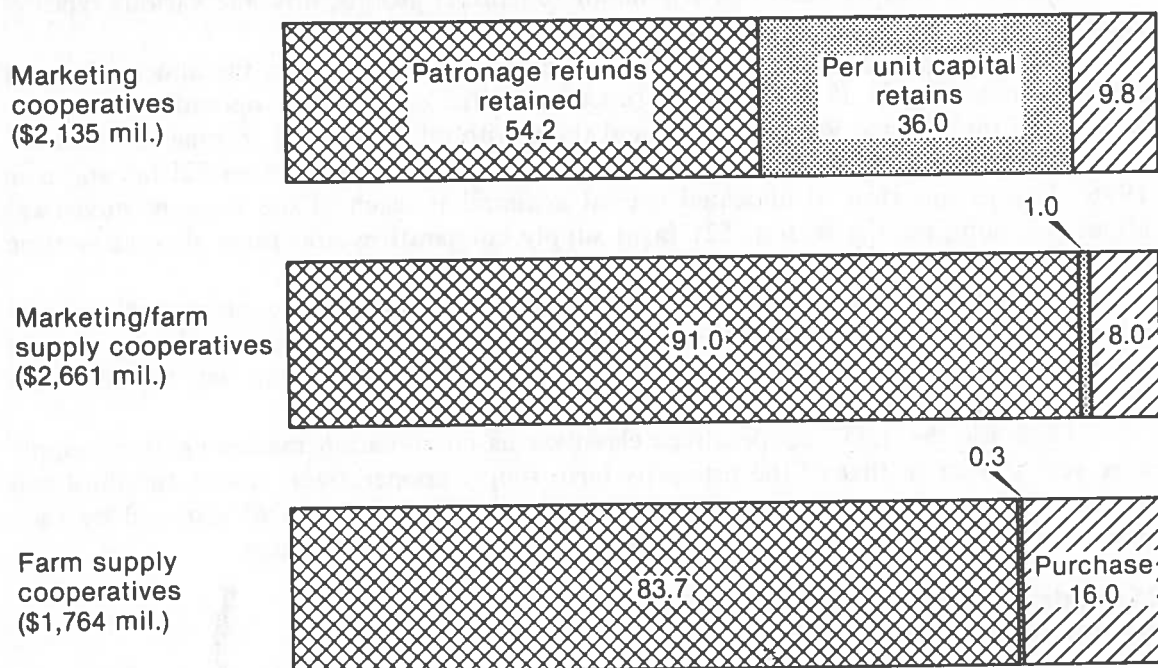 Marketing
cooperatives
($2,135 mil.)
Patronage refunds
retained
54.2
Per unit capital
retains
36.0
9.8
1.0
Marketing/farm
supply cooperatives
($2,661 mil.)
91.0
8.0
0.3
Farm supply
cooperatives
($1,764 mil.)
83.7
Purchase
16.0